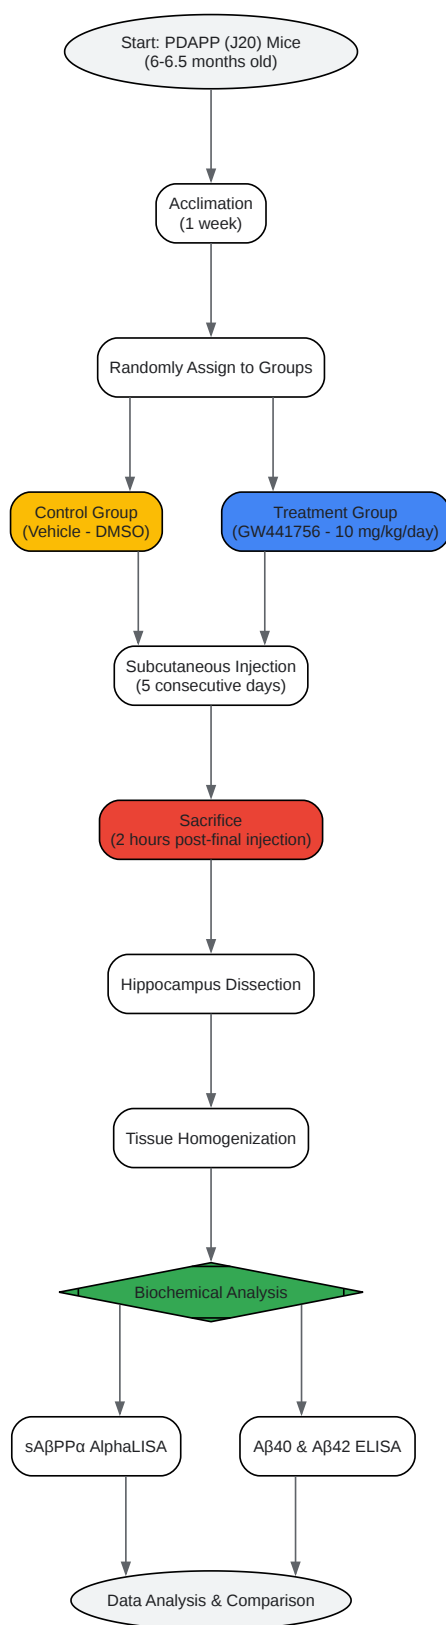 Start: PDAPP (J20) Mice
(6-6.5 months old)
Acclimation
(1 week)
Randomly Assign to Groups
Control Group
(Vehicle - DMSO)
Treatment Group
(GW441756 - 10 mg/kg/day)
Subcutaneous Injection
(5 consecutive days)
Sacrifice
(2 hours post-final injection)
Hippocampus Dissection
Tissue Homogenization
Biochemical Analysis
sAβPPα AlphaLISA
Aβ40 & Aβ42 ELISA
Data Analysis & Comparison